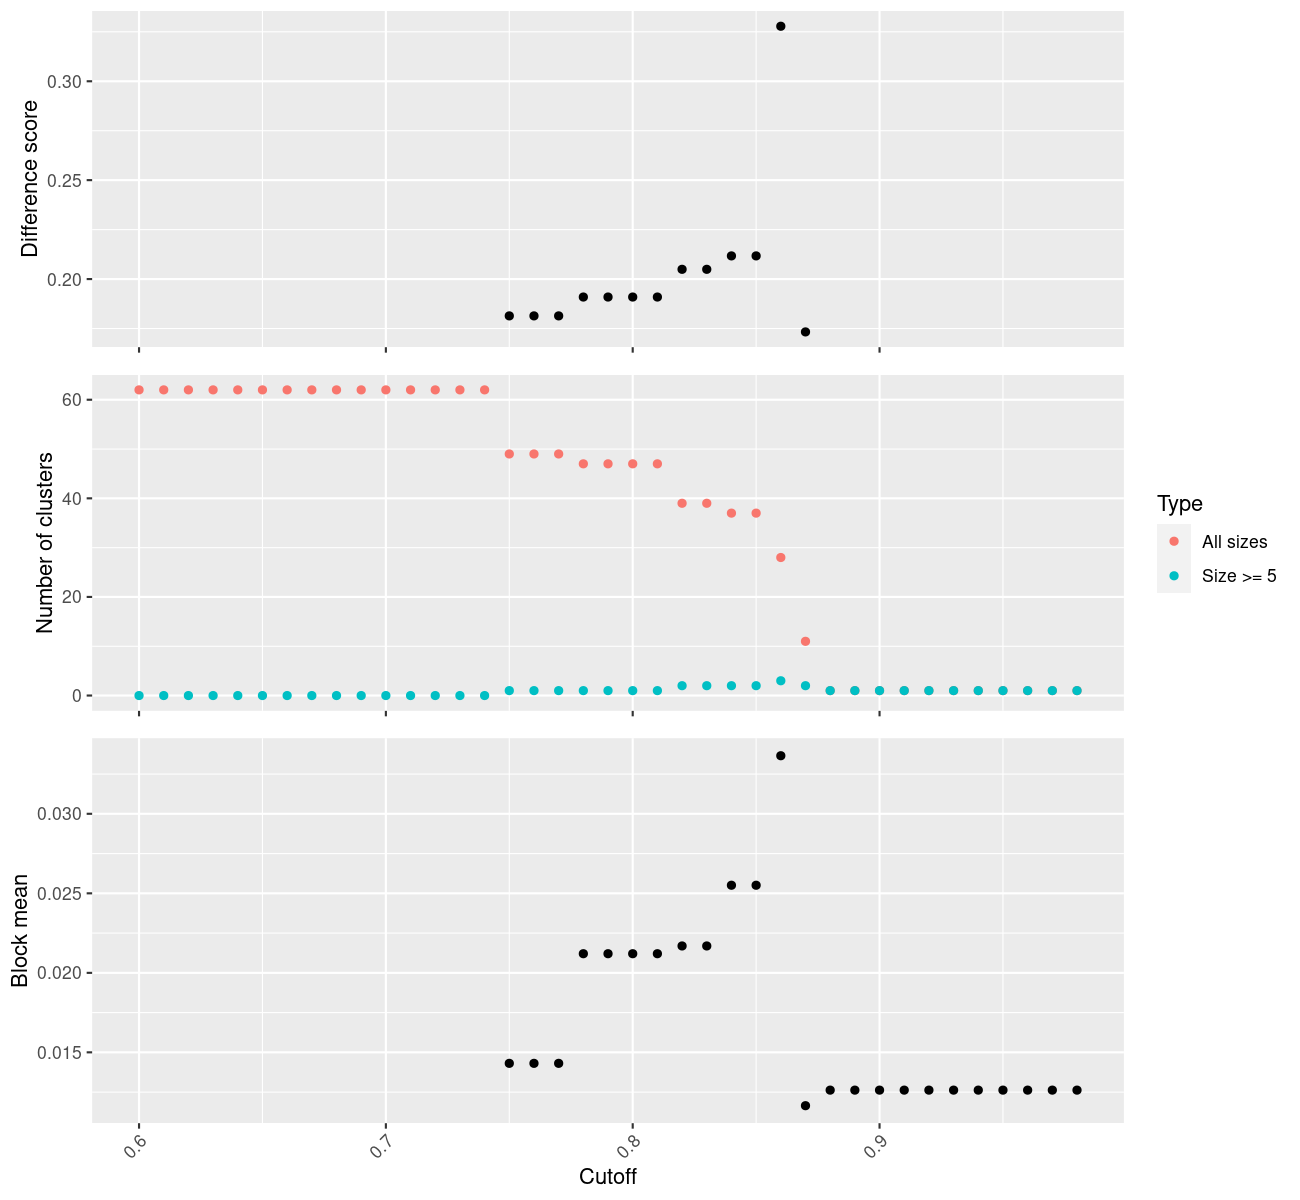 Difference score
0.30
0.25
0.20
Number of clusters
60
40
20
0
Type
All sizes
Size >= 5
Block mean
0.030
0.025
0.020
0.015
0.6
0.7
0.8
0.9
Cutoff